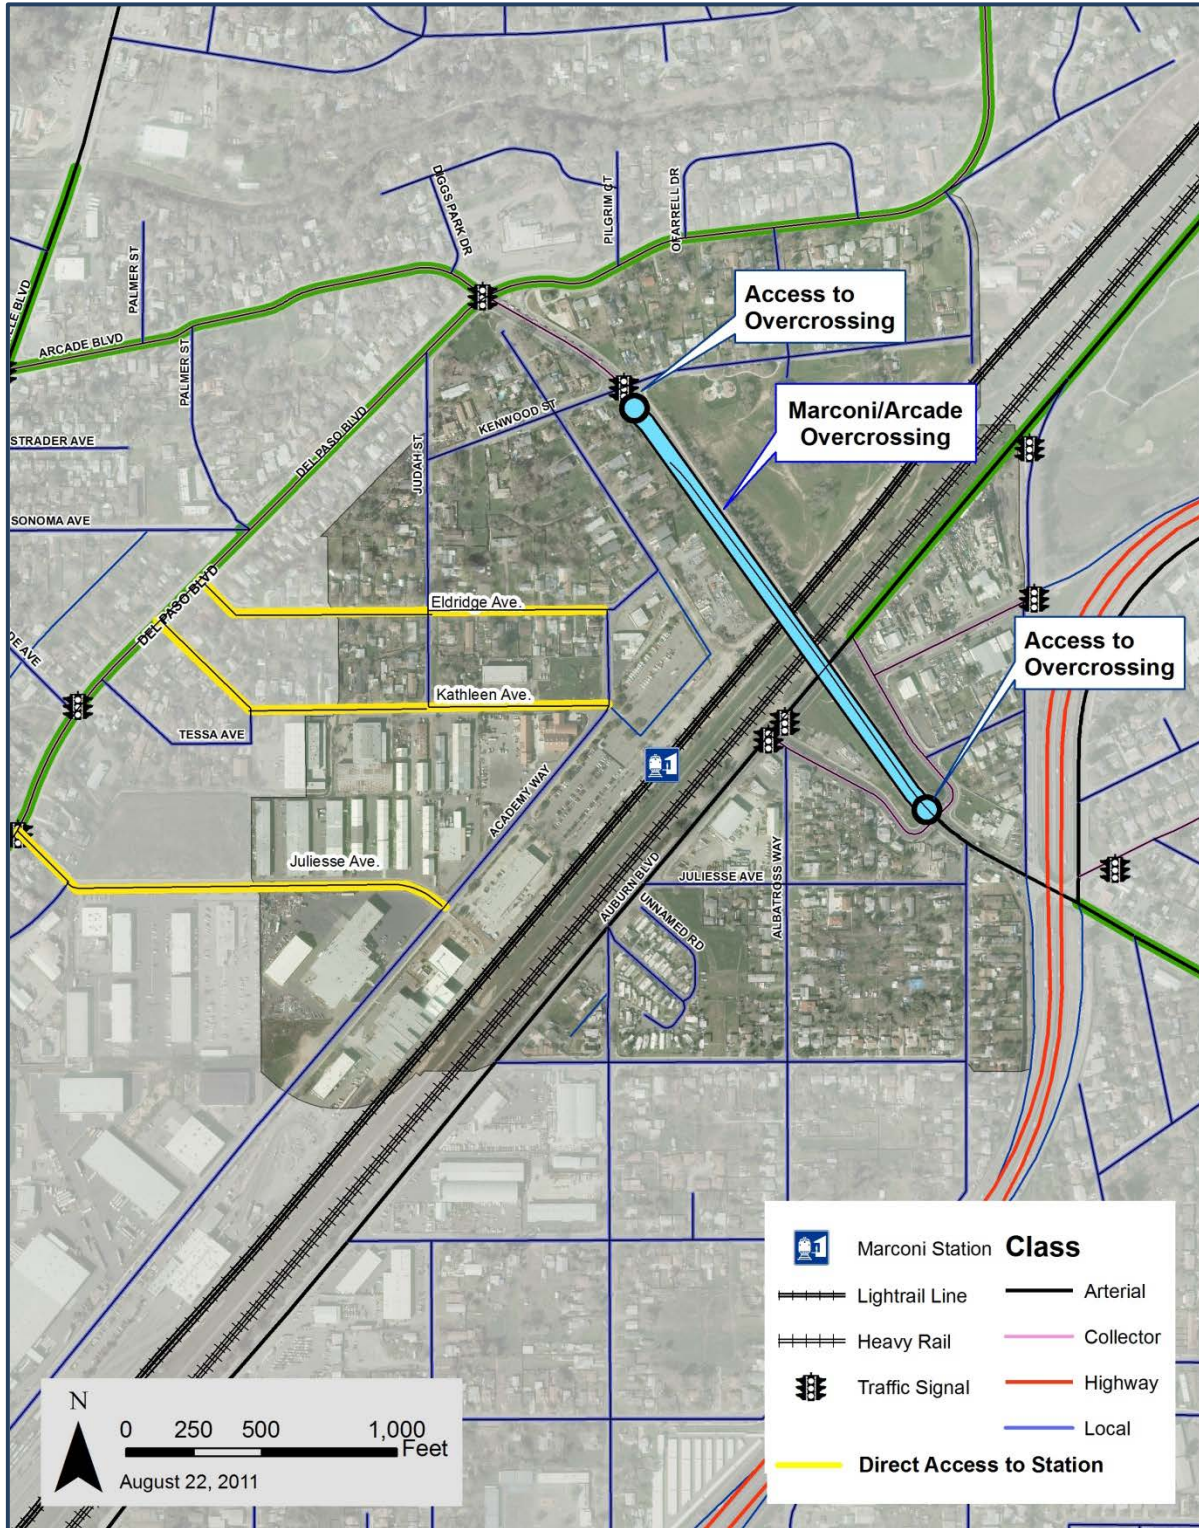 DIGGS PARK DR
PILGRIM CT
OFARRELL DR
PALMER ST
Access to
Overcrossing
ARCADE BLVD
PALMER ST
Marconi/Arcade
Overcrossing
STRADER AVE
DEL PASO BLVD
KENWOOD ST
JUDAH ST
SONOMA AVE
DEL PASO BLVD
Eldridge Ave.
Access to
Overcrossing
Kathleen Ave.
TESSA AVE
ACADEMY WAY
Juliesse Ave.
JULIESSE AVE
ALBATROSS WAY
AUBURN BLVD
UNNAMED RD
Marconi Station
Class
Lightrail Line
Arterial
Heavy Rail
Collector
Traffic Signal
Highway
Local
Direct Access to Station
N
0 250 500 1,000
Feet
August 22, 2011